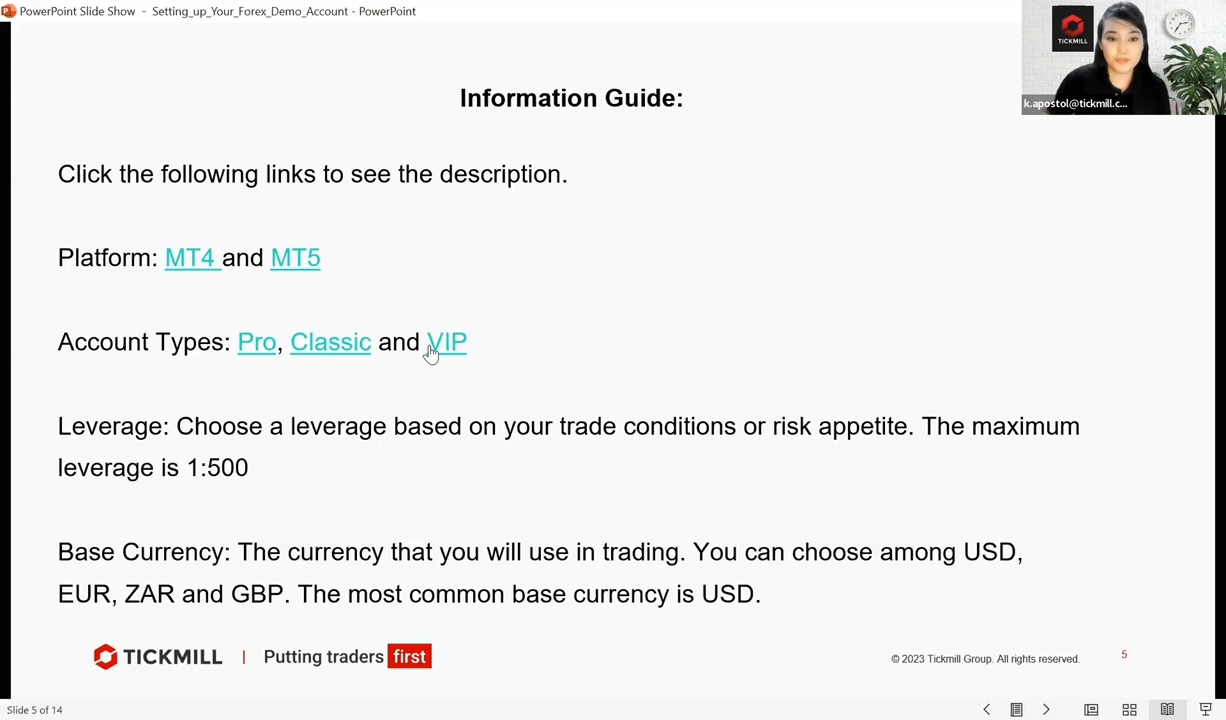 PowerPoint Slide Show - Setting_up_Your_Forex_Demo_Account - PowerPoint
TICKMILL
k.apostol@tickmill.c...
Information Guide:
Click the following links to see the description.
Platform: MT4 and MT5
Account Types: Pro, Classic and VIP
Leverage: Choose a leverage based on your trade conditions or risk appetite. The maximum
leverage is 1:500
Base Currency: The currency that you will use in trading. You can choose among USD,
EUR, ZAR and GBP. The most common base currency is USD.
TICKMILL | Putting traders first
© 2023 Tickmill Group. All rights reserved.
5
Slide 5 of 14